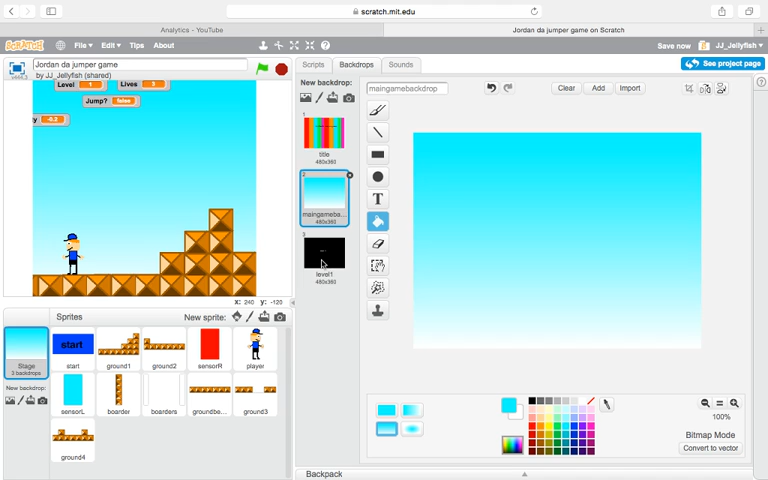 scratch.mit.edu
Analytics - YouTube
Jordan da jumper game on Scratch
SCRATCH
File
Edit
Tips
About
Save now
JJ_Jellyfish
Jordan da jumper game
by JJ_Jellyfish (shared)
Scripts
Backdrops
Sounds
See project page
Level 1
Lives 3
Jump? false
y -0.2
New backdrop:
maingamebackdrop
Clear
Add
Import
1
title
480x360
2
maingameba...
480x360
3
level1
480x360
T
x: 240 y: -120
Sprites
New sprite:
start
Stage
3 backdrops
start
ground1
ground2
sensorR
player
New backdrop:
sensorL
boarder
boarders
groundbe...
ground3
ground4
100%
Bitmap Mode
Convert to vector
Backpack